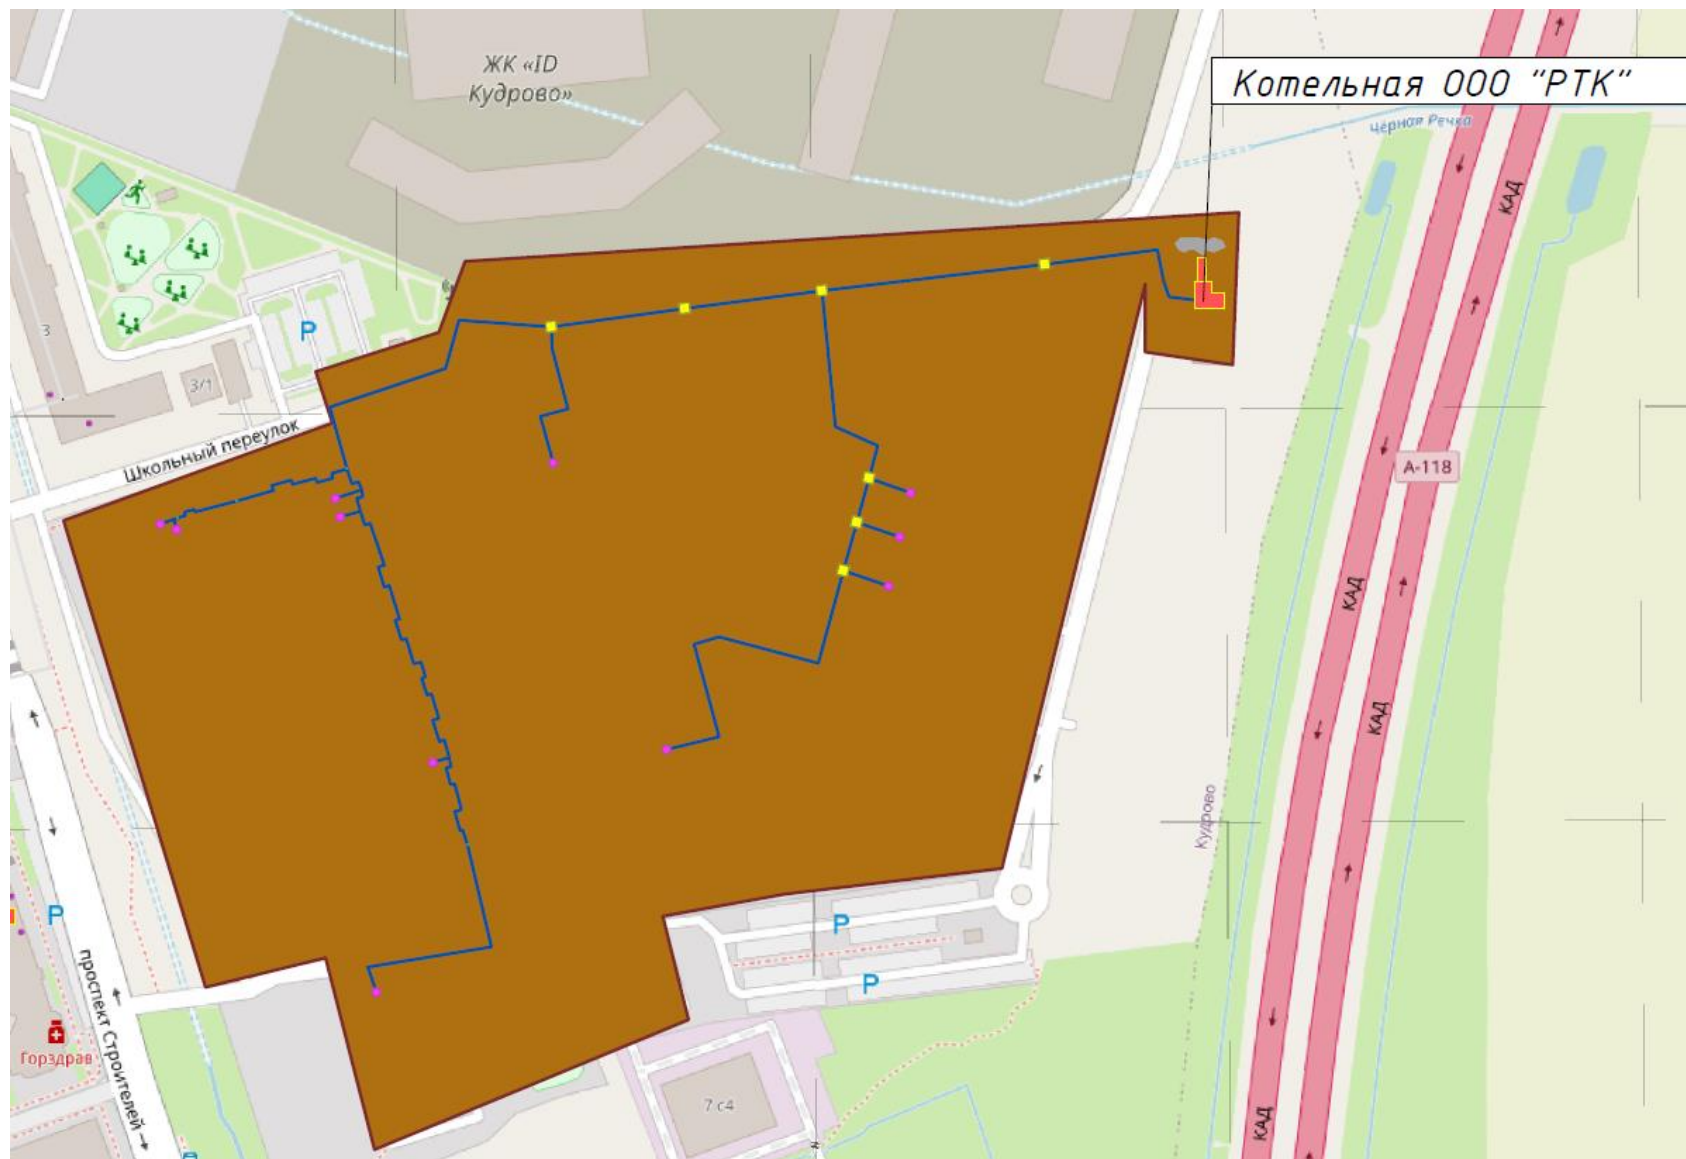 ЖК «ID
Кудрово»
Котельная ООО "РТК"
Чёрная Речка
КАД
3
P
3/1
Школьный переулок
А-118
КАД
КАД
Кудрово
P
P
P
проспект Строителей
Горздрав
7 с4
КАД